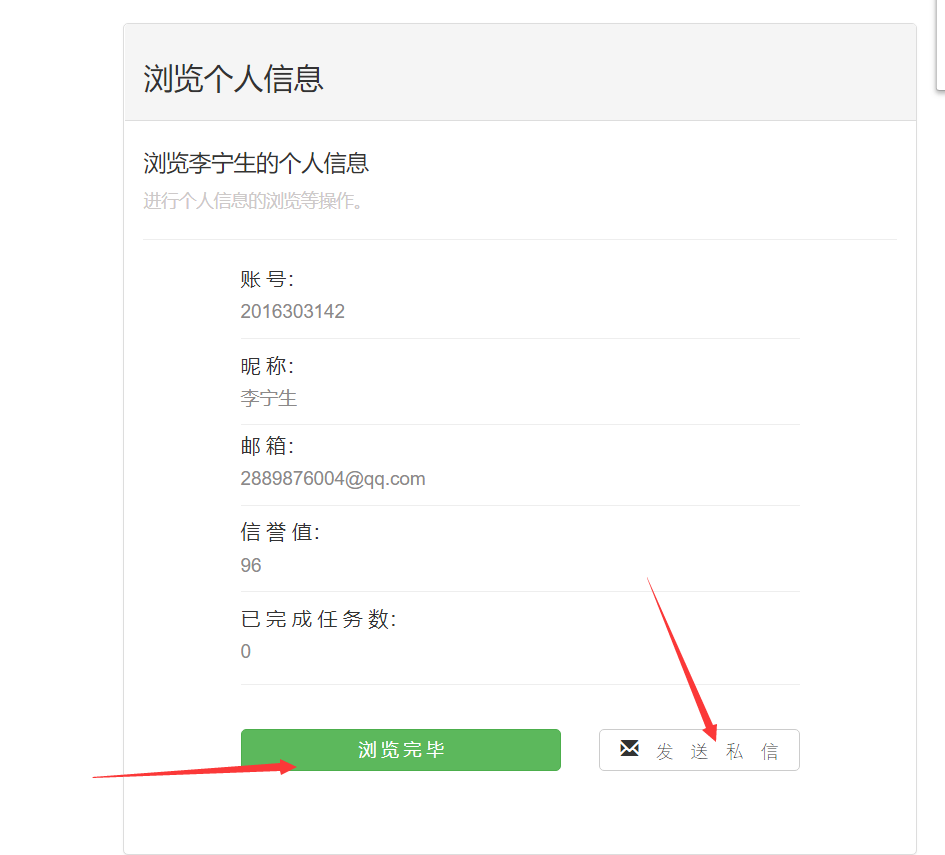 浏览个人信息
浏览李宁生的个人信息
进行个人信息的浏览等操作。
账 号:
2016303142
昵 称:
李宁生
邮 箱:
2889876004@qq.com
信 誉 值:
96
已 完 成 任 务 数:
0
浏览完毕
发 送 私 信